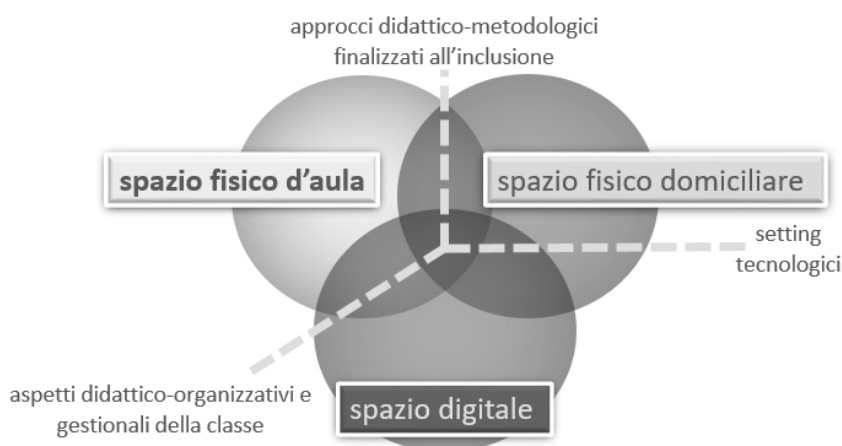 approcci didattico-metodologici
finalizzati all’inclusione
spazio fisico d’aula
spazio fisico domiciliare
setting
tecnologici
aspetti didattico-organizzativi e
gestionali della classe
spazio digitale